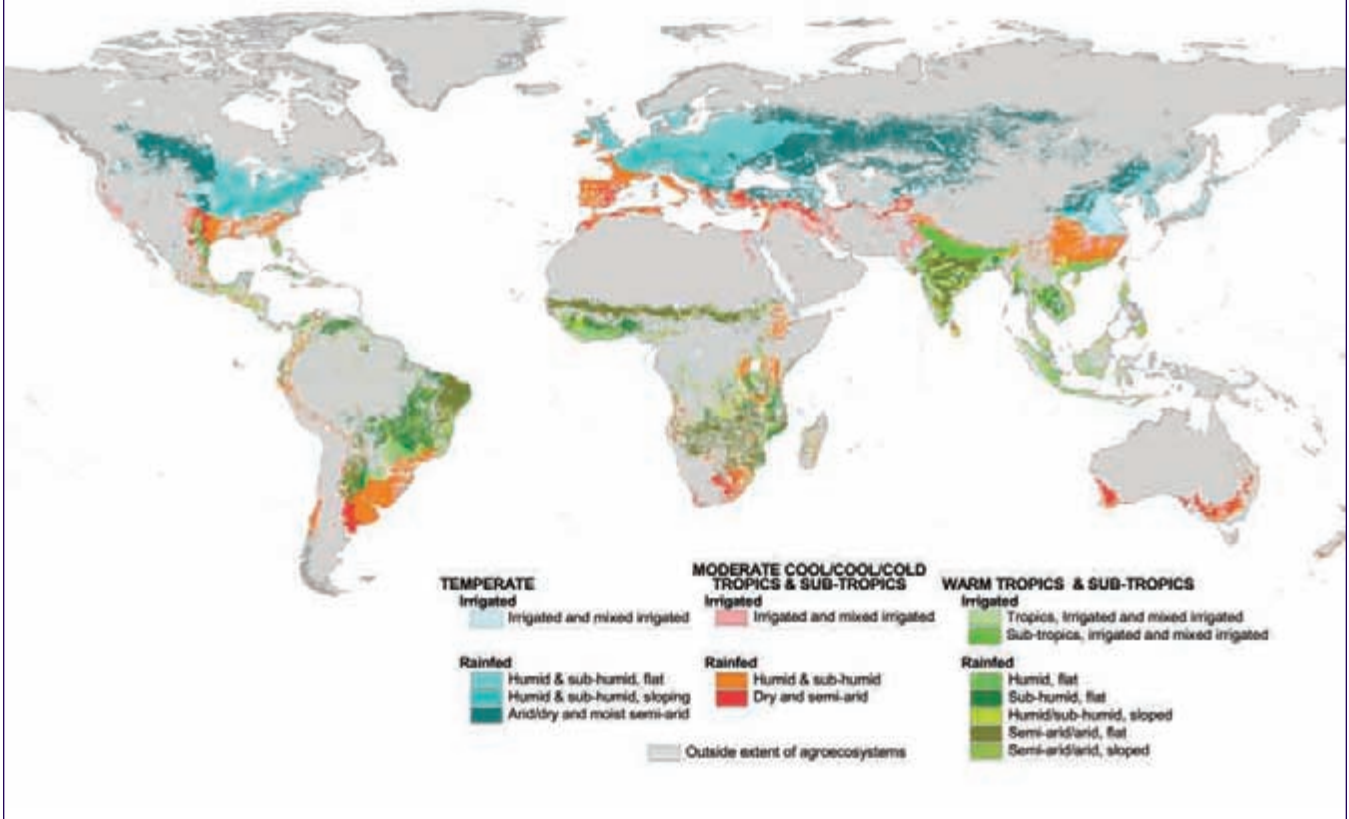 TEMPERATE
Irrigated
Irrigated and mixed irrigated
Rainfed
Humid & sub-humid, flat
Humid & sub-humid, sloping
Arid/dry and moist semi-arid
MODERATE COOL/COOL/COLD
TROPICS & SUB-TROPICS
Irrigated
Irrigated and mixed irrigated
Rainfed
Humid & sub-humid
Dry and semi-arid
WARM TROPICS & SUB-TROPICS
Irrigated
Tropics, Irrigated and mixed irrigated
Sub-tropics, irrigated and mixed irrigated
Rainfed
Humid, flat
Sub-humid, flat
Humid/sub-humid, sloped
Semi-arid/arid, flat
Semi-arid/arid, sloped
Outside extent of agroecosystems